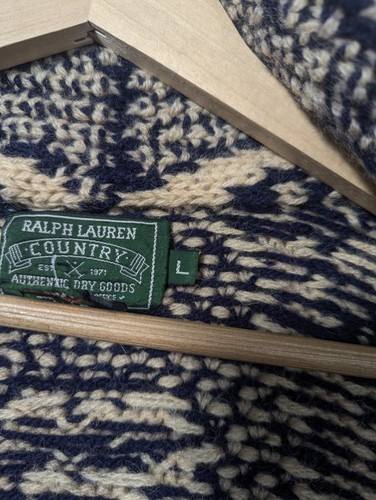 RALPH LAUREN
COUNTRY
EST 1971
AUTHENTIC DRY GOODS
L